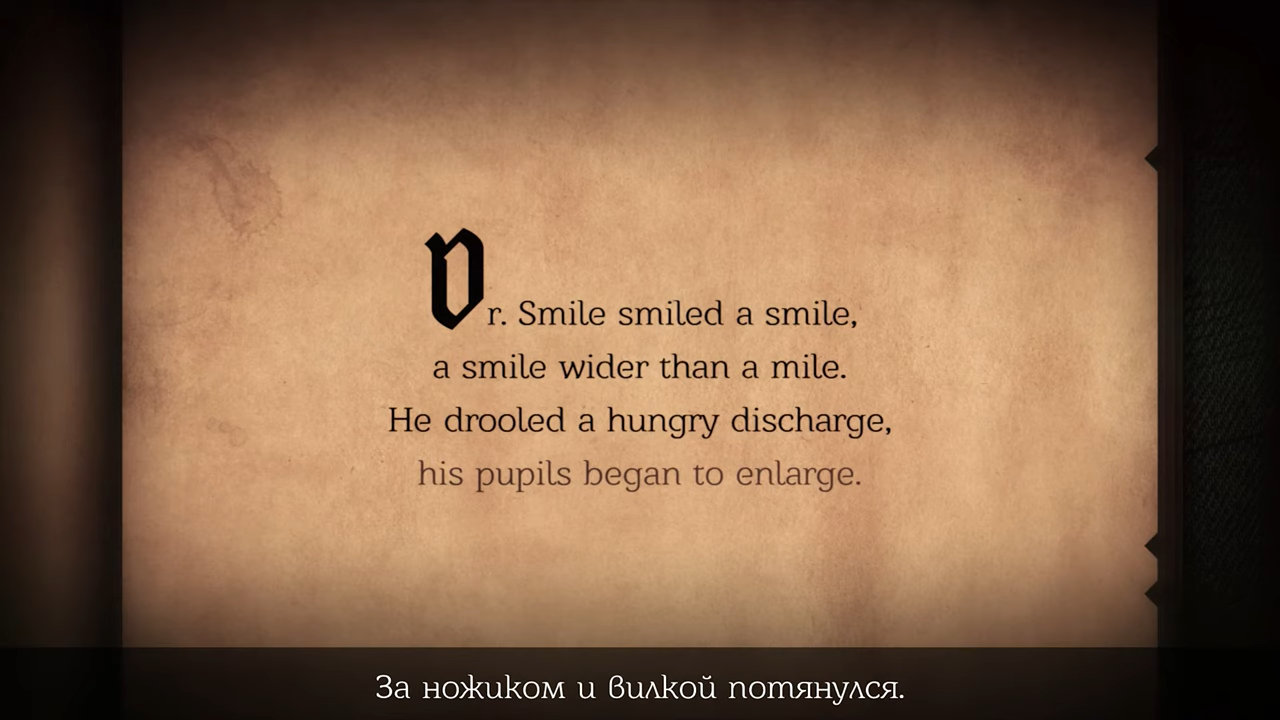 Dr. Smile smiled a smile,
a smile wider than a mile.
He drooled a hungry discharge,
his pupils began to enlarge.
За ножиком и вилкой потянулся.